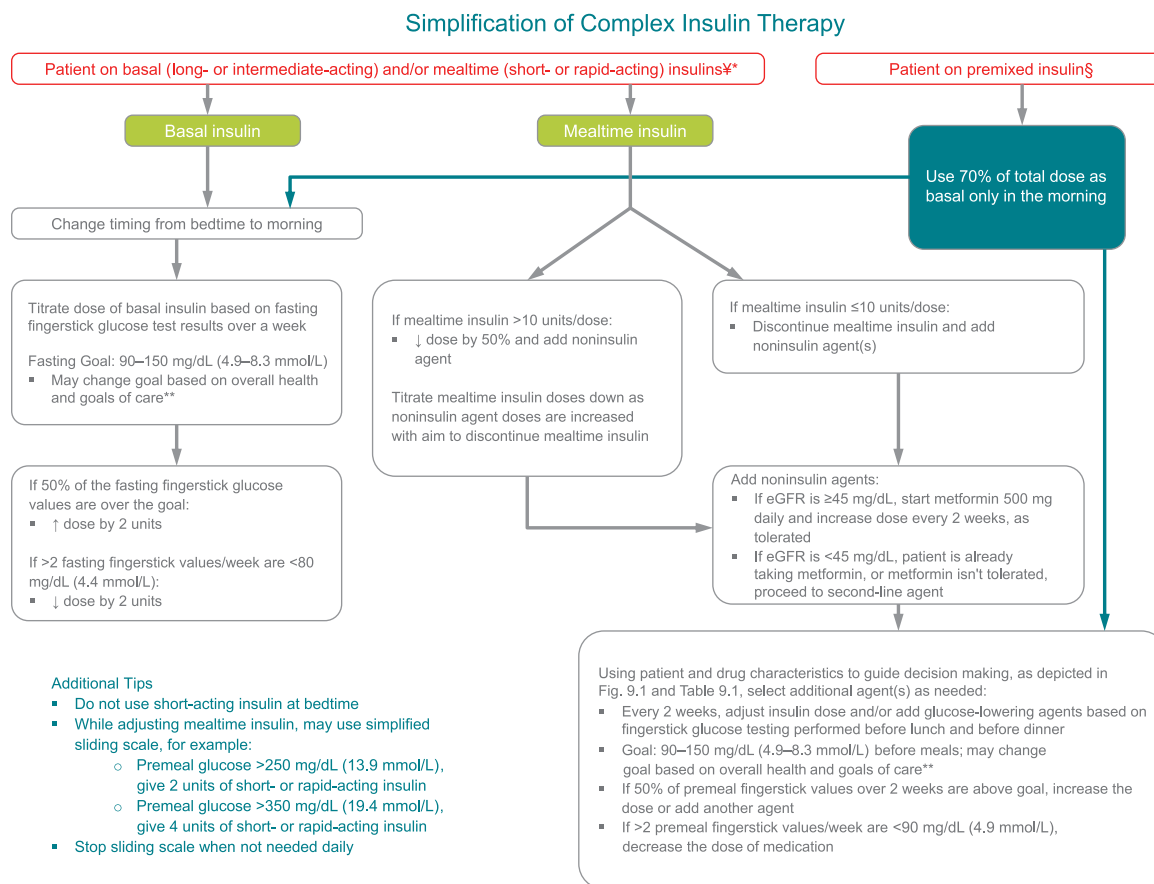 Simplification of Complex Insulin Therapy
Patient on basal (long- or intermediate-acting) and/or mealtime (short- or rapid-acting) insulins¥*
Patient on premixed insulin§
Basal insulin
Mealtime insulin
Use 70% of total dose as
basal only in the morning
Change timing from bedtime to morning
Titrate dose of basal insulin based on fasting
fingerstick glucose test results over a week
Fasting Goal: 90–150 mg/dL (4.9–8.3 mmol/L)
▪ May change goal based on overall health
and goals of care**
If 50% of the fasting fingerstick glucose
values are over the goal:
▪ ↑ dose by 2 units
If >2 fasting fingerstick values/week are <80
mg/dL (4.4 mmol/L):
▪ ↓ dose by 2 units
If mealtime insulin >10 units/dose:
▪ ↓ dose by 50% and add noninsulin
agent
Titrate mealtime insulin doses down as
noninsulin agent doses are increased
with aim to discontinue mealtime insulin
If mealtime insulin ≤10 units/dose:
▪ Discontinue mealtime insulin and add
noninsulin agent(s)
Add noninsulin agents:
▪ If eGFR is ≥45 mg/dL, start metformin 500 mg
daily and increase dose every 2 weeks, as
tolerated
▪ If eGFR is <45 mg/dL, patient is already
taking metformin, or metformin isn't tolerated,
proceed to second-line agent
Using patient and drug characteristics to guide decision making, as depicted in
Fig. 9.1 and Table 9.1, select additional agent(s) as needed:
▪ Every 2 weeks, adjust insulin dose and/or add glucose-lowering agents based on
fingerstick glucose testing performed before lunch and before dinner
▪ Goal: 90–150 mg/dL (4.9–8.3 mmol/L) before meals; may change
goal based on overall health and goals of care**
▪ If 50% of premeal fingerstick values over 2 weeks are above goal, increase the
dose or add another agent
▪ If >2 premeal fingerstick values/week are <90 mg/dL (4.9 mmol/L),
decrease the dose of medication
Additional Tips
▪ Do not use short-acting insulin at bedtime
▪ While adjusting mealtime insulin, may use simplified
sliding scale, for example:
○ Premeal glucose >250 mg/dL (13.9 mmol/L),
give 2 units of short- or rapid-acting insulin
○ Premeal glucose >350 mg/dL (19.4 mmol/L),
give 4 units of short- or rapid-acting insulin
▪ Stop sliding scale when not needed daily